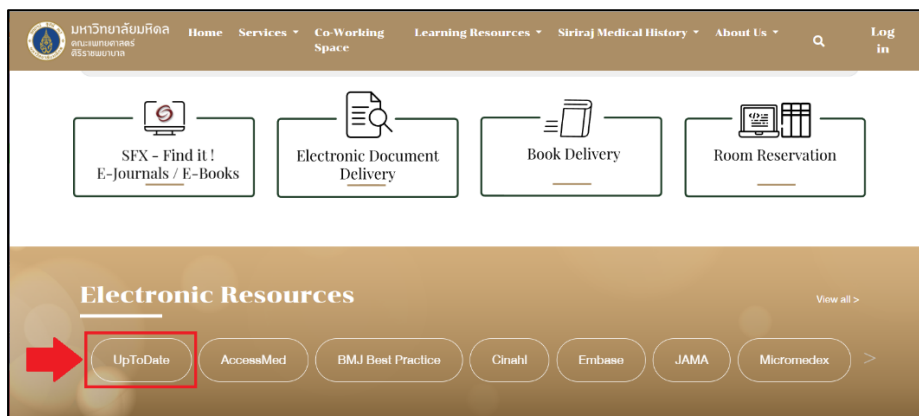 มหาวิทยาลัยมหิดล
คณะแพทยศาสตร์
ศิริราชพยาบาล
Home Services Co-Working Space Learning Resources Siriraj Medical History About Us Log in
SFX - Find it !
E-Journals / E-Books
Electronic Document
Delivery
Book Delivery
Room Reservation
Electronic Resources
View all >
UpToDate AccessMed BMJ Best Practice Cinahl Embase JAMA Micromedex >